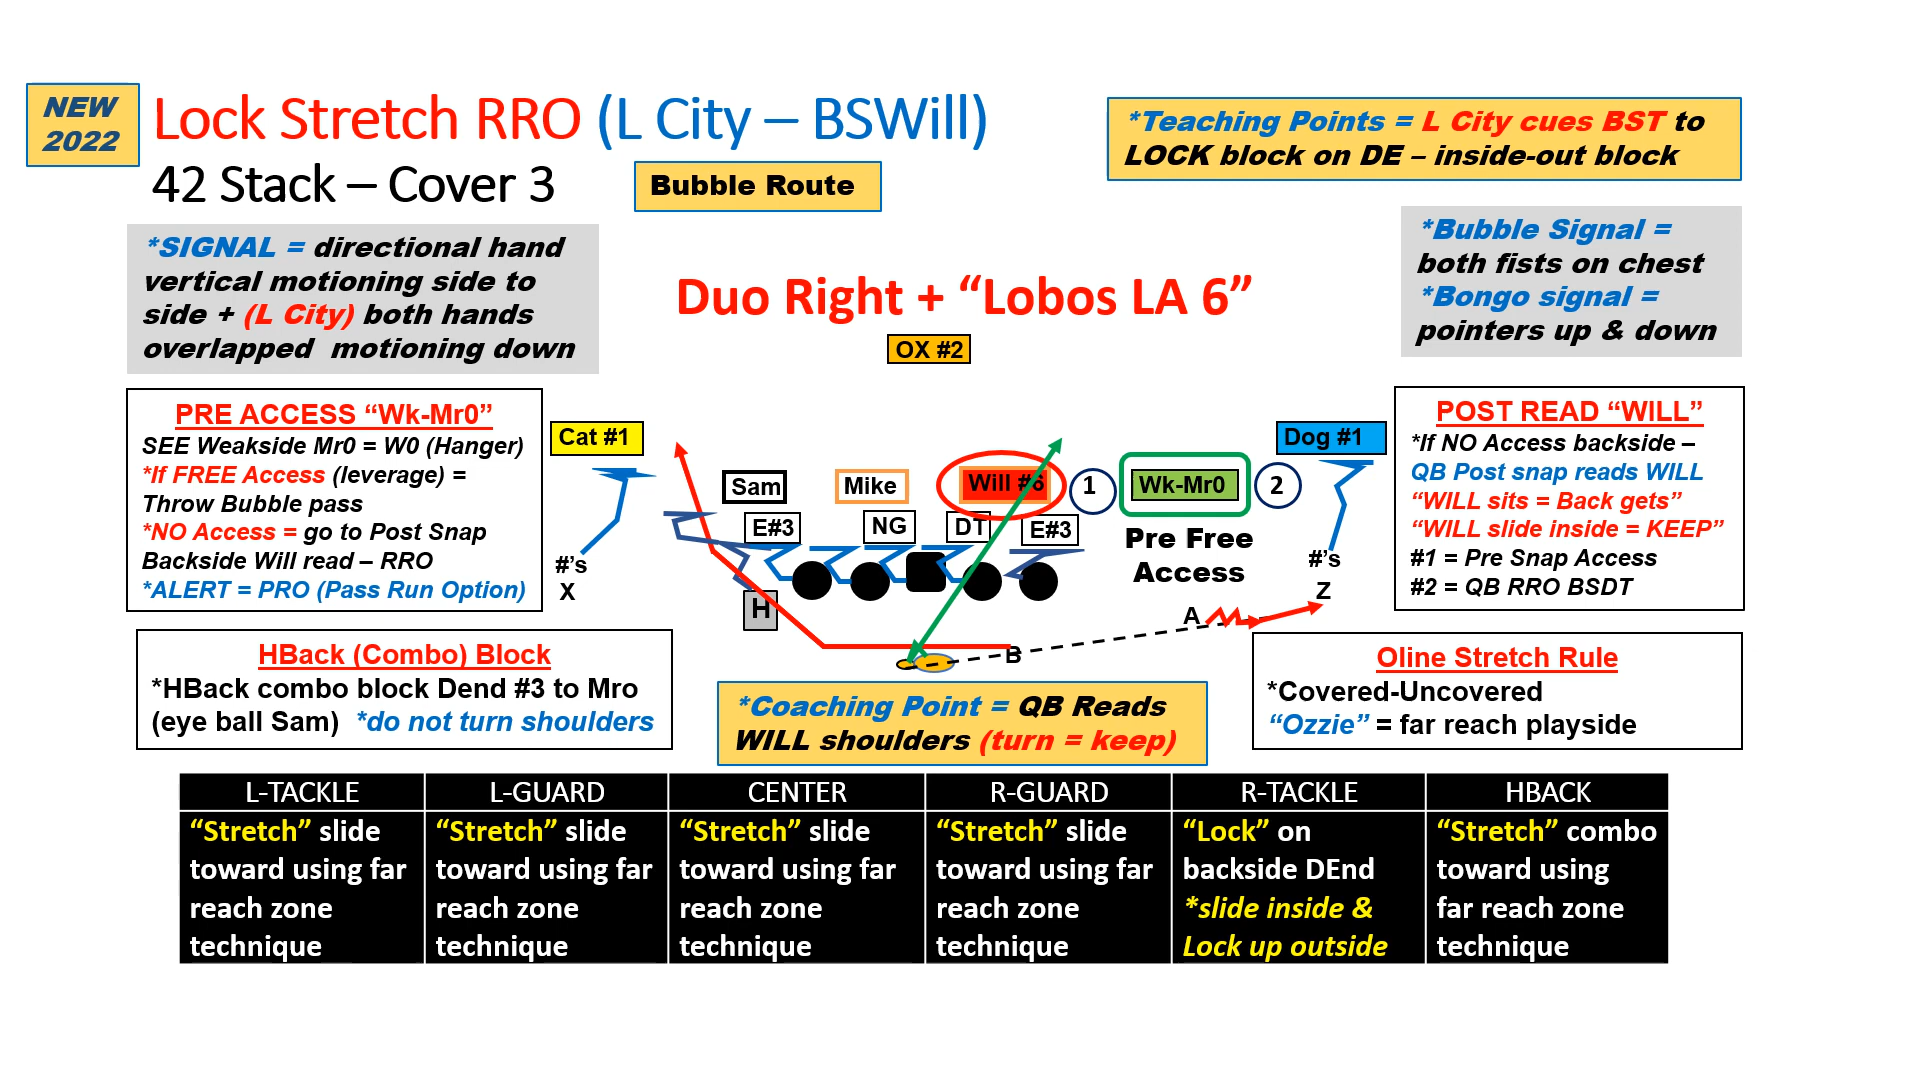 NEW
2022
Lock Stretch RRO (L City – BSWill)
42 Stack – Cover 3
Bubble Route
*Teaching Points = L City cues BST to
LOCK block on DE – inside-out block
*SIGNAL = directional hand
vertical motioning side to
side + (L City) both hands
overlapped motioning down
*Bubble Signal =
both fists on chest
*Bongo signal =
pointers up & down
Duo Right + “Lobos LA 6”
OX #2
PRE ACCESS “Wk-Mr0”
SEE Weakside Mr0 = W0 (Hanger)
*If FREE Access (leverage) =
Throw Bubble pass
*NO Access = go to Post Snap
Backside Will read – RRO
*ALERT = PRO (Pass Run Option)
Cat #1
Dog #1
Sam
Mike
Will #6
1
Wk-Mr0
2
E#3
NG
DT
E#3
Pre Free
Access
#’s
X
#’s
Z
H
A
B
POST READ “WILL”
*If NO Access backside –
QB Post snap reads WILL
“WILL sits = Back gets”
“WILL slide inside = KEEP”
#1 = Pre Snap Access
#2 = QB RRO BSDT
HBack (Combo) Block
*HBack combo block Dend #3 to Mro
(eye ball Sam) *do not turn shoulders
*Coaching Point = QB Reads
WILL shoulders (turn = keep)
Oline Stretch Rule
*Covered-Uncovered
“Ozzie” = far reach playside
L-TACKLE
L-GUARD
CENTER
R-GUARD
R-TACKLE
HBACK
“Stretch” slide
toward using far
reach zone
technique
“Stretch” slide
toward using far
reach zone
technique
“Stretch” slide
toward using far
reach zone
technique
“Stretch” slide
toward using far
reach zone
technique
“Lock” on
backside DEnd
*slide inside &
Lock up outside
“Stretch” combo
toward using
far reach zone
technique